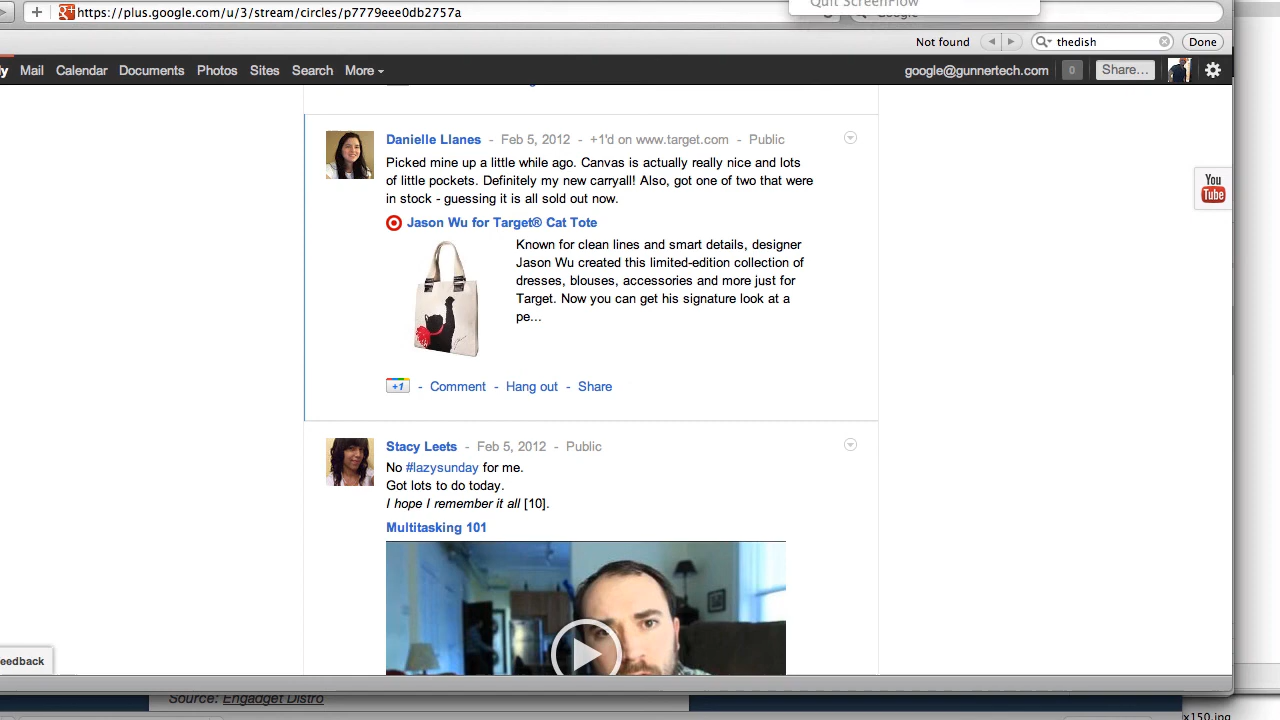 Quit ScreenFlow
https://plus.google.com/u/3/stream/circles/p7779eee0db2757a
Google
Not found
thedish
Done
Mail Calendar Documents Photos Sites Search More
google@gunnertech.com 0 Share...
Danielle Llanes - Feb 5, 2012 - +1'd on www.target.com - Public
Picked mine up a little while ago. Canvas is actually really nice and lots
of little pockets. Definitely my new carryall! Also, got one of two that were
in stock - guessing it is all sold out now.
Jason Wu for Target® Cat Tote
Known for clean lines and smart details, designer
Jason Wu created this limited-edition collection of
dresses, blouses, accessories and more just for
Target. Now you can get his signature look at a
pe...
+1 - Comment - Hang out - Share
You
Tube
Stacy Leets - Feb 5, 2012 - Public
No #lazysunday for me.
Got lots to do today.
I hope I remember it all [10].
Multitasking 101
eedback
Source: Engadget Distro
x150.jpg